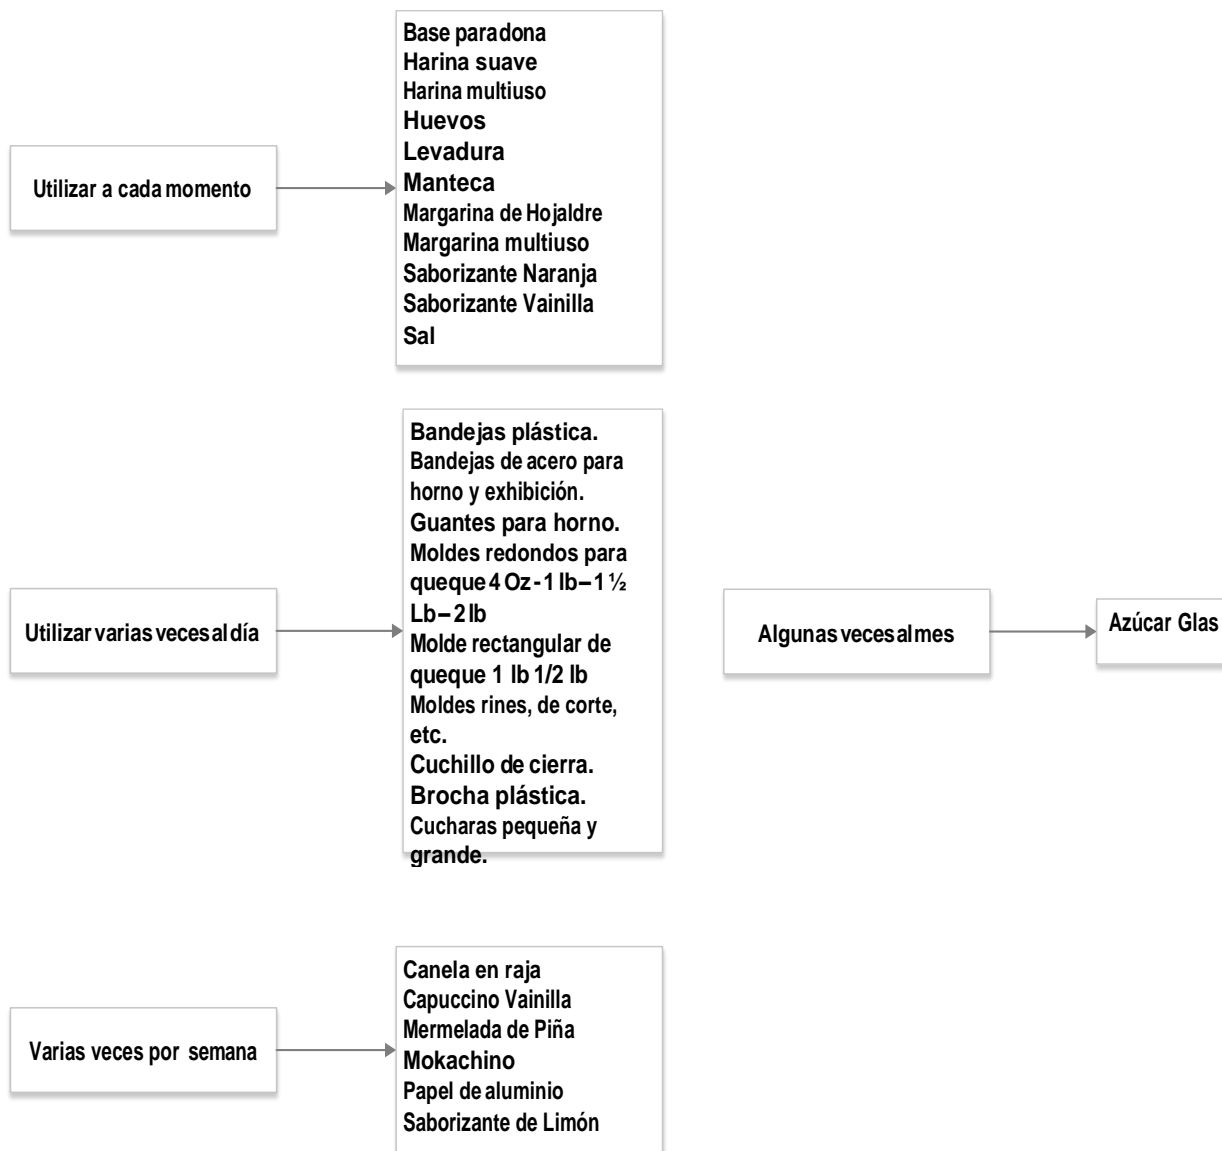 Utilizar a cada momento
Base para dona
Harina suave
Harina multiuso
Huevos
Levadura
Manteca
Margarina de Hojaldre
Margarina multiuso
Saborizante Naranja
Saborizante Vainilla
Sal
Utilizar varias veces al día
Bandejas plástica.
Bandejas de acero para
horno y exhibición.
Guantes para horno.
Moldes redondos para
queque 4 Oz - 1 lb – 1 ½
Lb – 2 lb
Molde rectangular de
queque 1 lb 1/2 lb
Moldes rines, de corte,
etc.
Cuchillo de cierra.
Brocha plástica.
Cucharas pequeña y
grande.
Algunas veces al mes
Azúcar Glas
Varias veces por semana
Canela en raja
Capuccino Vainilla
Mermelada de Piña
Mokachino
Papel de aluminio
Saborizante de Limón